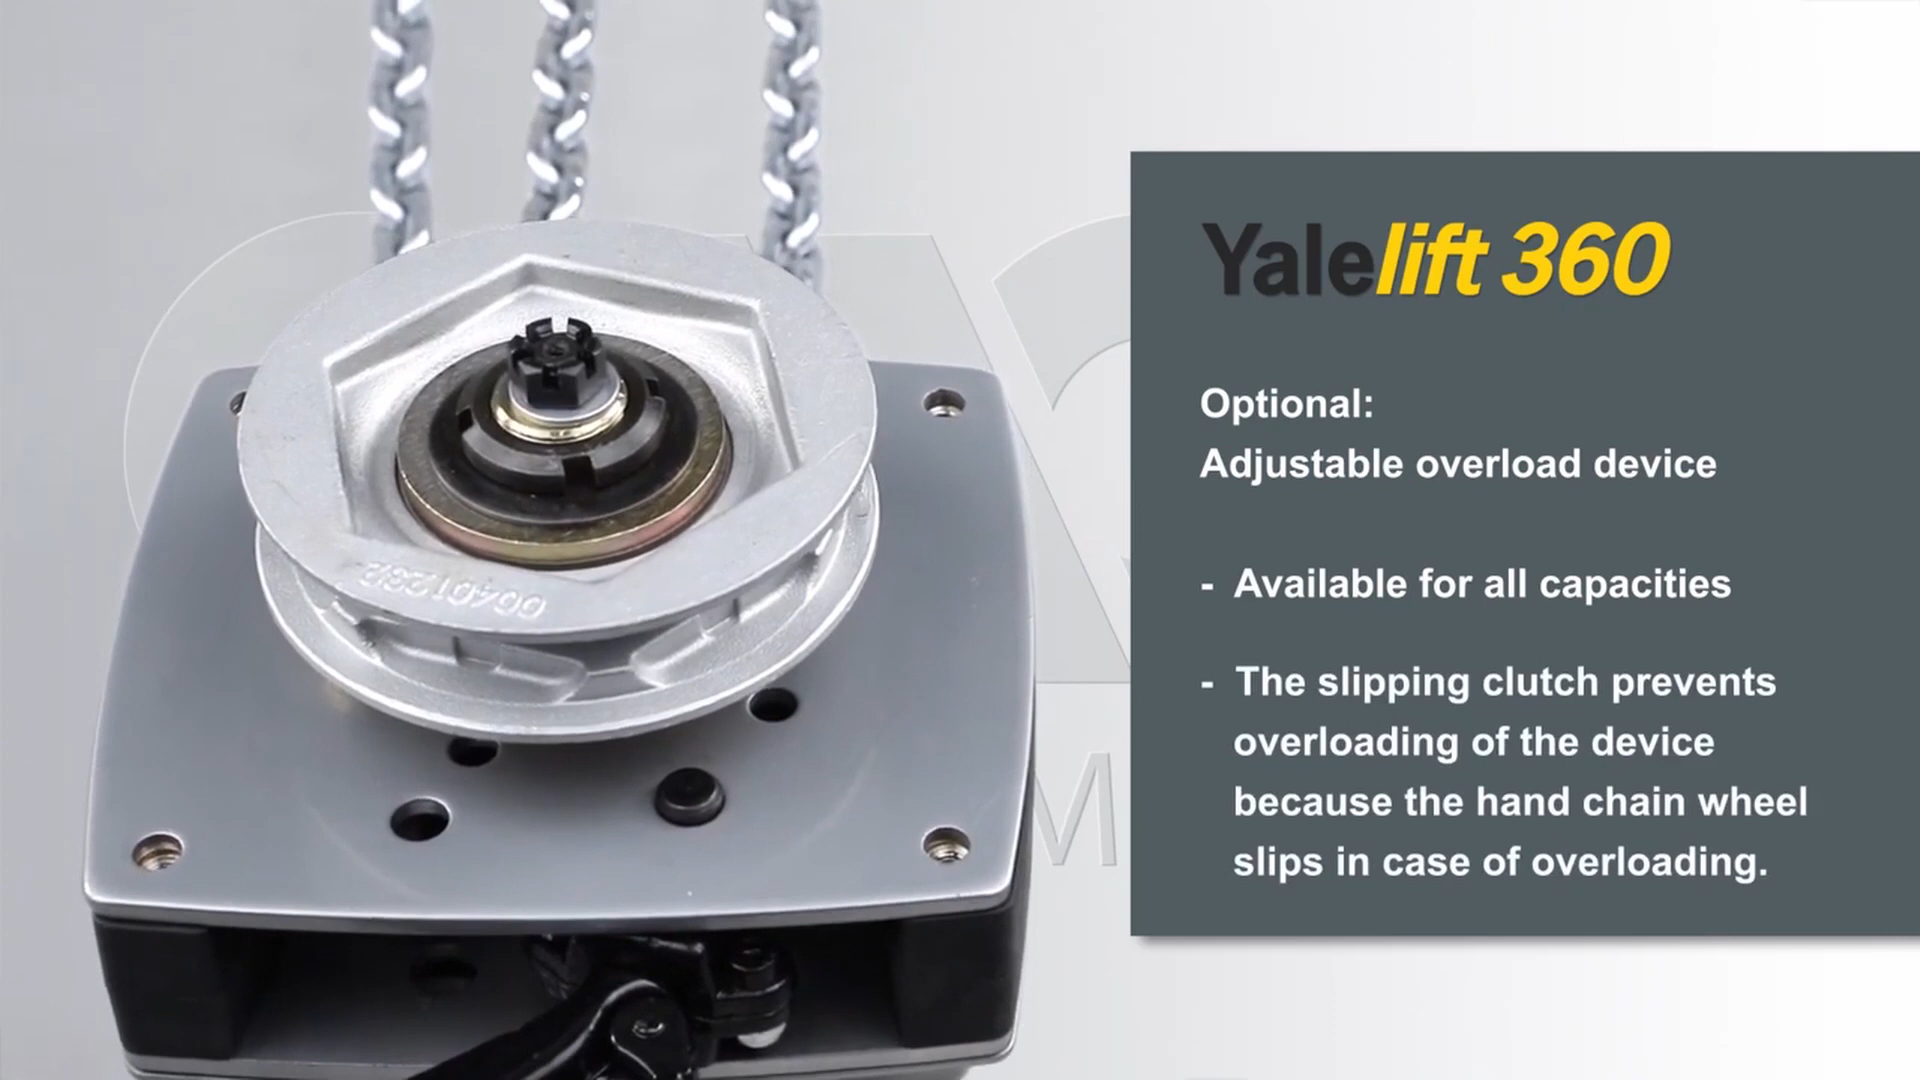 Yalelift 360
Optional:
Adjustable overload device
- Available for all capacities
- The slipping clutch prevents
overloading of the device
because the hand chain wheel
slips in case of overloading.